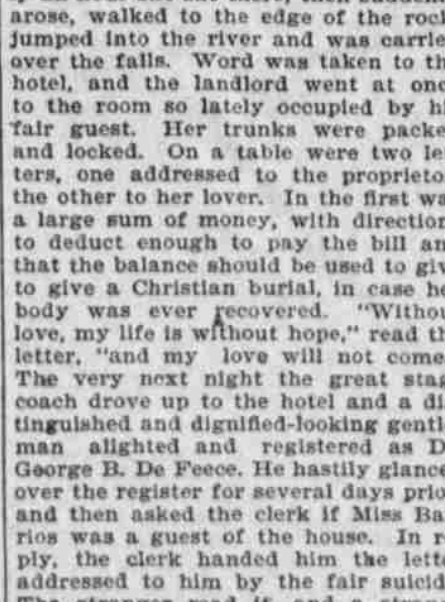 arose, walked to the edge of the roc
jumped into the river and was carrie
over the falls. Word was taken to th
hotel, and the landlord went at onc
to the room so lately occupied by hi
fair guest. Her trunks were packe
and locked. On a table were two le
ters, one addressed to the proprieto
the other to her lover. In the first wa
a large sum of money, with direction
to deduct enough to pay the bill an
that the balance should be used to giv
to give a Christian burial, in case he
body was ever recovered. "Withou
love, my life is without hope," read th
letter, "and my love will not come
The very next night the great stag
coach drove up to the hotel and a di
tinguished and dignified-looking gentl
man alighted and registered as D
George B. De Feece. He hastily glance
over the register for several days prio
and then asked the clerk if Miss Ba
rios was a guest of the house. In r
ply, the clerk handed him the lette
addressed to him by the fair suicid